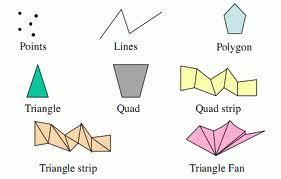 Points
Lines
Polygon
Triangle
Quad
Quad strip
Triangle strip
Triangle Fan